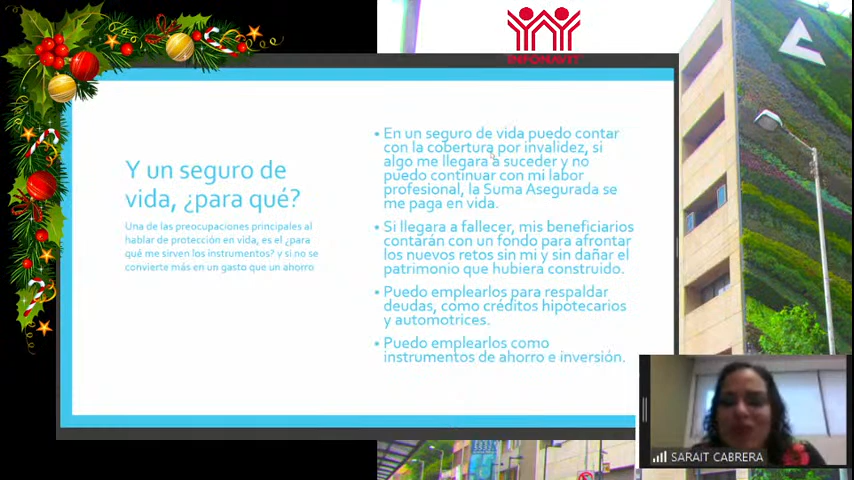 INFONAVIT
Y un seguro de
vida, ¿para qué?
Una de las preocupaciones principales al
hablar de protección en vida, es el ¿para
qué me sirven los instrumentos? y si no se
convierte más en un gasto que un ahorro
• En un seguro de vida puedo contar
con la cobertura por invalidez, si
algo me llegara a suceder y no
puedo continuar con mi labor
profesional, la Suma Asegurada se
me paga en vida.
• Si llegara a fallecer, mis beneficiarios
contarán con un fondo para afrontar
los nuevos retos sin mi y sin dañar el
patrimonio que hubiera construido.
• Puedo emplearlos para respaldar
deudas, como créditos hipotecarios
y automotrices.
• Puedo emplearlos como
instrumentos de ahorro e inversión.
SARAIT CABRERA